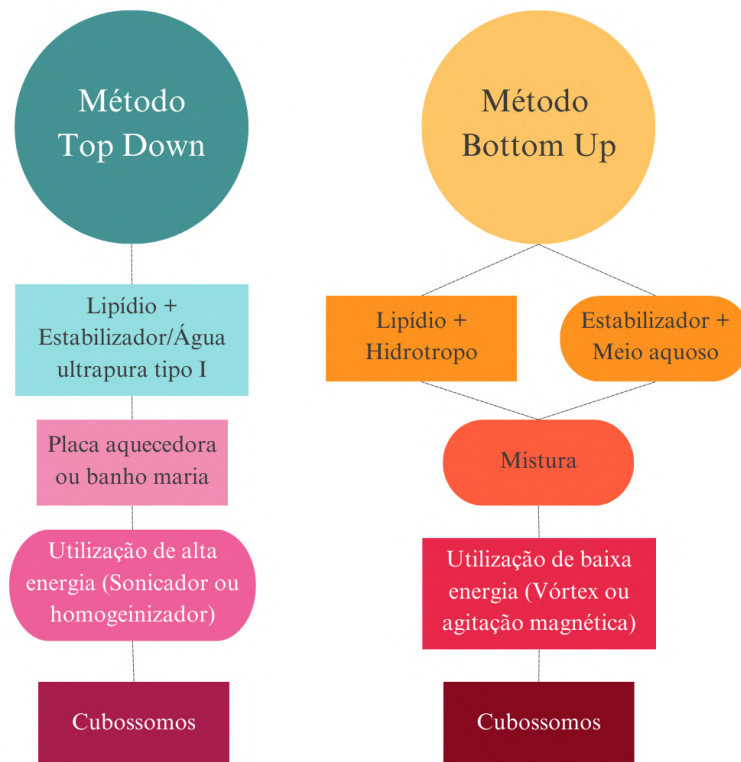 Método
Top Down
Lipídio +
Estabilizador/Água
ultrapura tipo I
Placa aquecedora
ou banho maria
Utilização de alta
energia (Sonicador ou
homogeinizador)
Cubossomos
Método
Bottom Up
Lipídio +
Hidrotropo
Estabilizador +
Meio aquoso
Mistura
Utilização de baixa
energia (Vórtex ou
agitação magnética)
Cubossomos